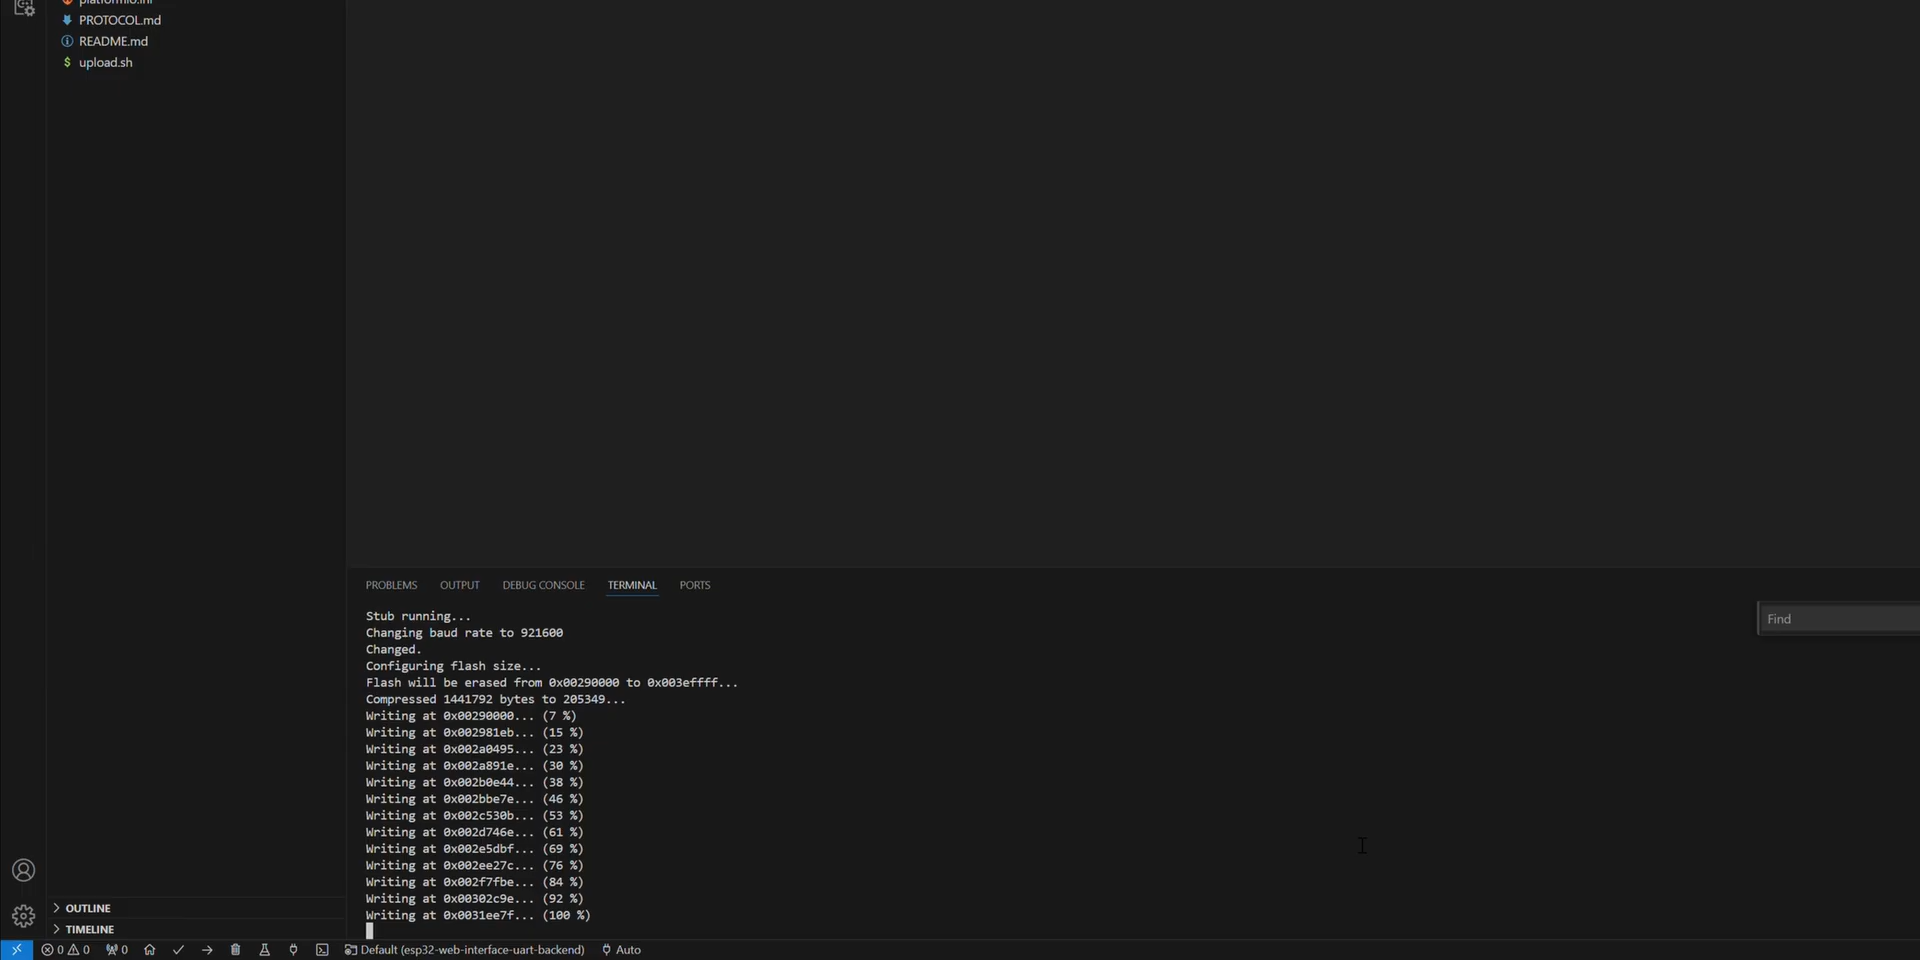 platformio.ini
PROTOCOL.md
README.md
$ upload.sh
PROBLEMS OUTPUT DEBUG CONSOLE TERMINAL PORTS
Find
Stub running...
Changing baud rate to 921600
Changed.
Configuring flash size...
Flash will be erased from 0x00290000 to 0x003effff...
Compressed 1441792 bytes to 205349...
Writing at 0x00290000... (7 %)
Writing at 0x002981eb... (15 %)
Writing at 0x002a0495... (23 %)
Writing at 0x002a891e... (30 %)
Writing at 0x002b0e44... (38 %)
Writing at 0x002bbe7e... (46 %)
Writing at 0x002c530b... (53 %)
Writing at 0x002d746e... (61 %)
Writing at 0x002e5dbf... (69 %)
Writing at 0x002ee27c... (76 %)
Writing at 0x002f7fbe... (84 %)
Writing at 0x00302c9e... (92 %)
Writing at 0x0031ee7f... (100 %)
OUTLINE
TIMELINE
0 0 0 Default (esp32-web-interface-uart-backend) Auto